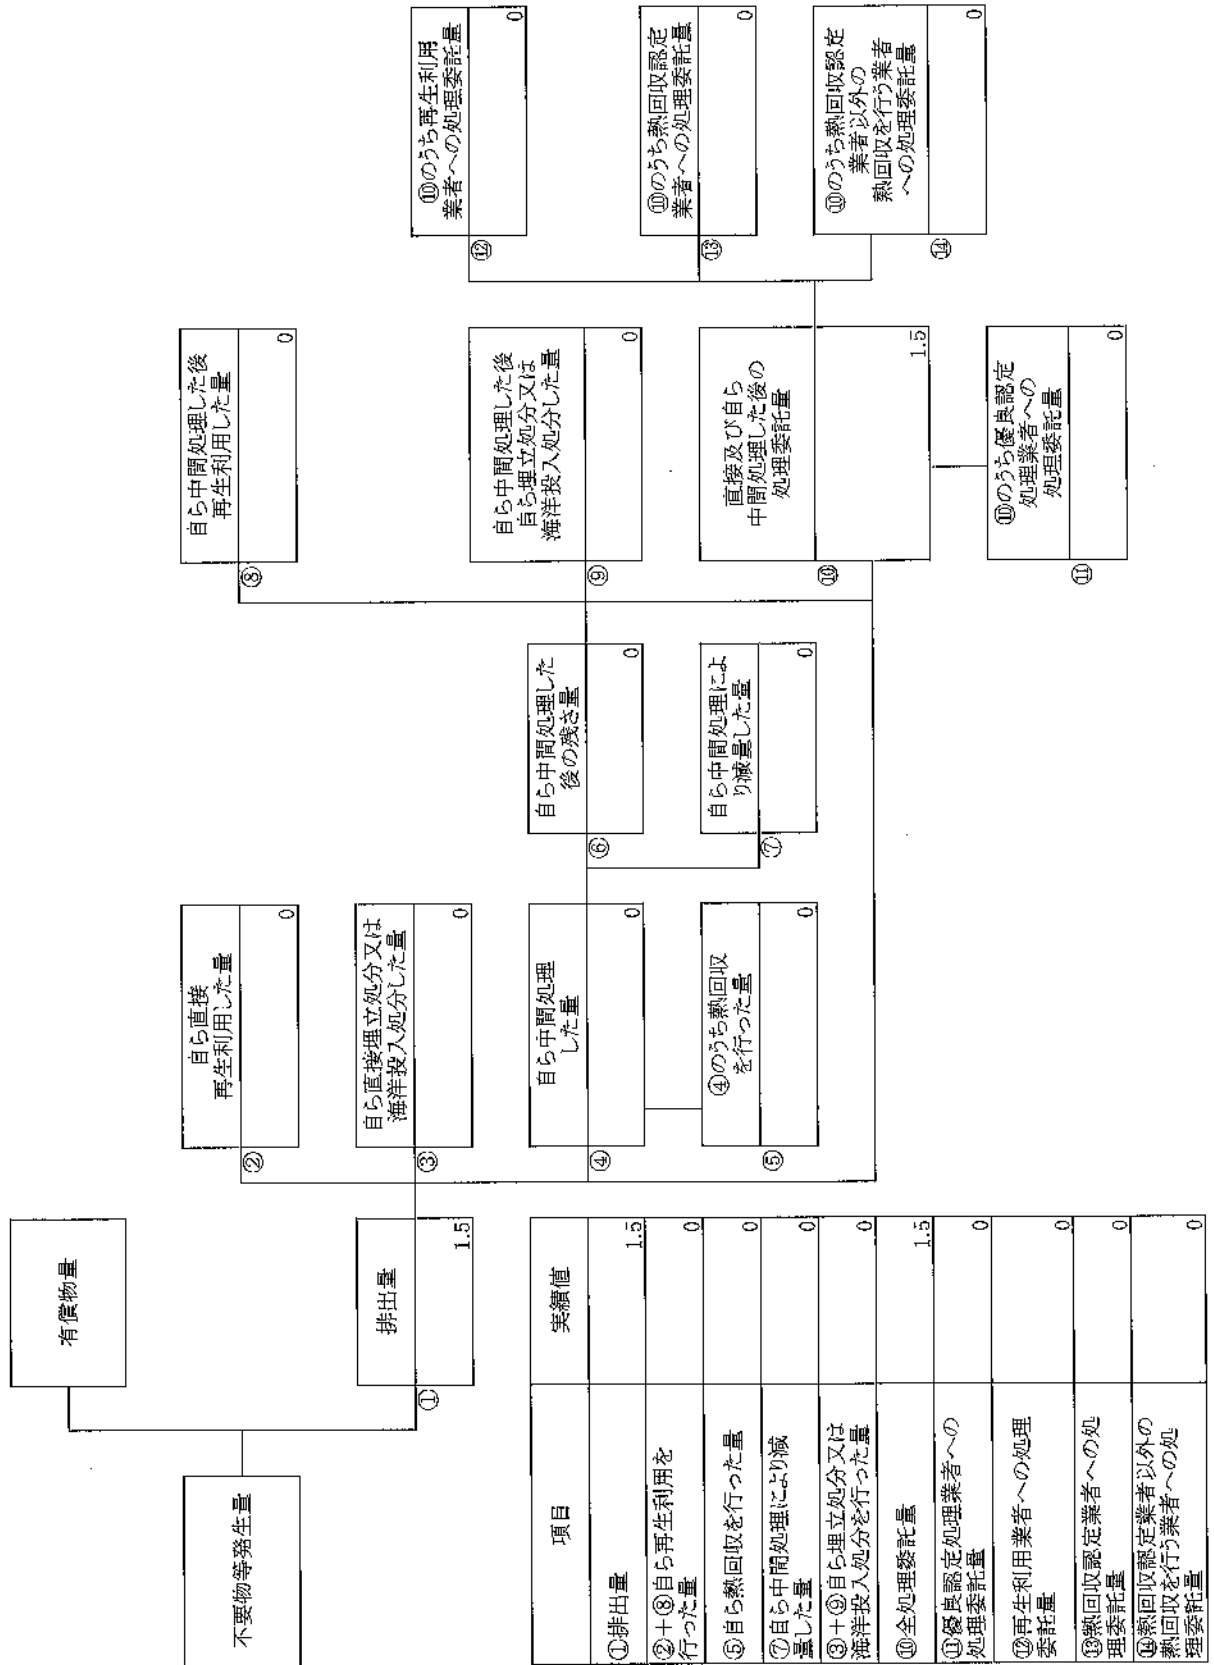 不要物等発生量
有償物量
排出量
①
1.5
自ら直接
再生利用した量
②
0
自ら直接埋立処分又は
海洋投入処分した量
③
0
自ら中間処理
した量
④
0
④のうち熱回収
を行った量
⑤
0
自ら中間処理した
後の残さ量
⑥
0
自ら中間処理によ
り減量した量
⑦
0
自ら中間処理した後
再生利用した量
⑧
0
自ら中間処理した後
自ら埋立処分又は
海洋投入処分した量
⑨
0
直接及び自ら
中間処理した後の
処理委託量
⑩
1.5
⑩のうち優良認定
処理業者への
処理委託量
⑪
0
⑩のうち再生利用
業者への処理委託量
⑫
0
⑩のうち熱回収認定
業者への処理委託量
⑬
0
⑩のうち熱回収認定
業者以外の
熱回収を行う業者
への処理委託量
⑭
0
項目 実績値
①排出量 1.5
②+⑧自ら再生利用を
行った量 0
⑤自ら熱回収を行った量 0
⑦自ら中間処理により減
量した量 0
③+⑨自ら埋立処分又は
海洋投入処分を行った量 0
⑩全処理委託量 1.5
⑪優良認定処理業者への
処理委託量 0
⑫再生利用業者への処理
委託量 0
⑬熱回収認定業者への処
理委託量 0
⑭熱回収認定業者以外の
熱回収を行う業者への処
理委託量 0